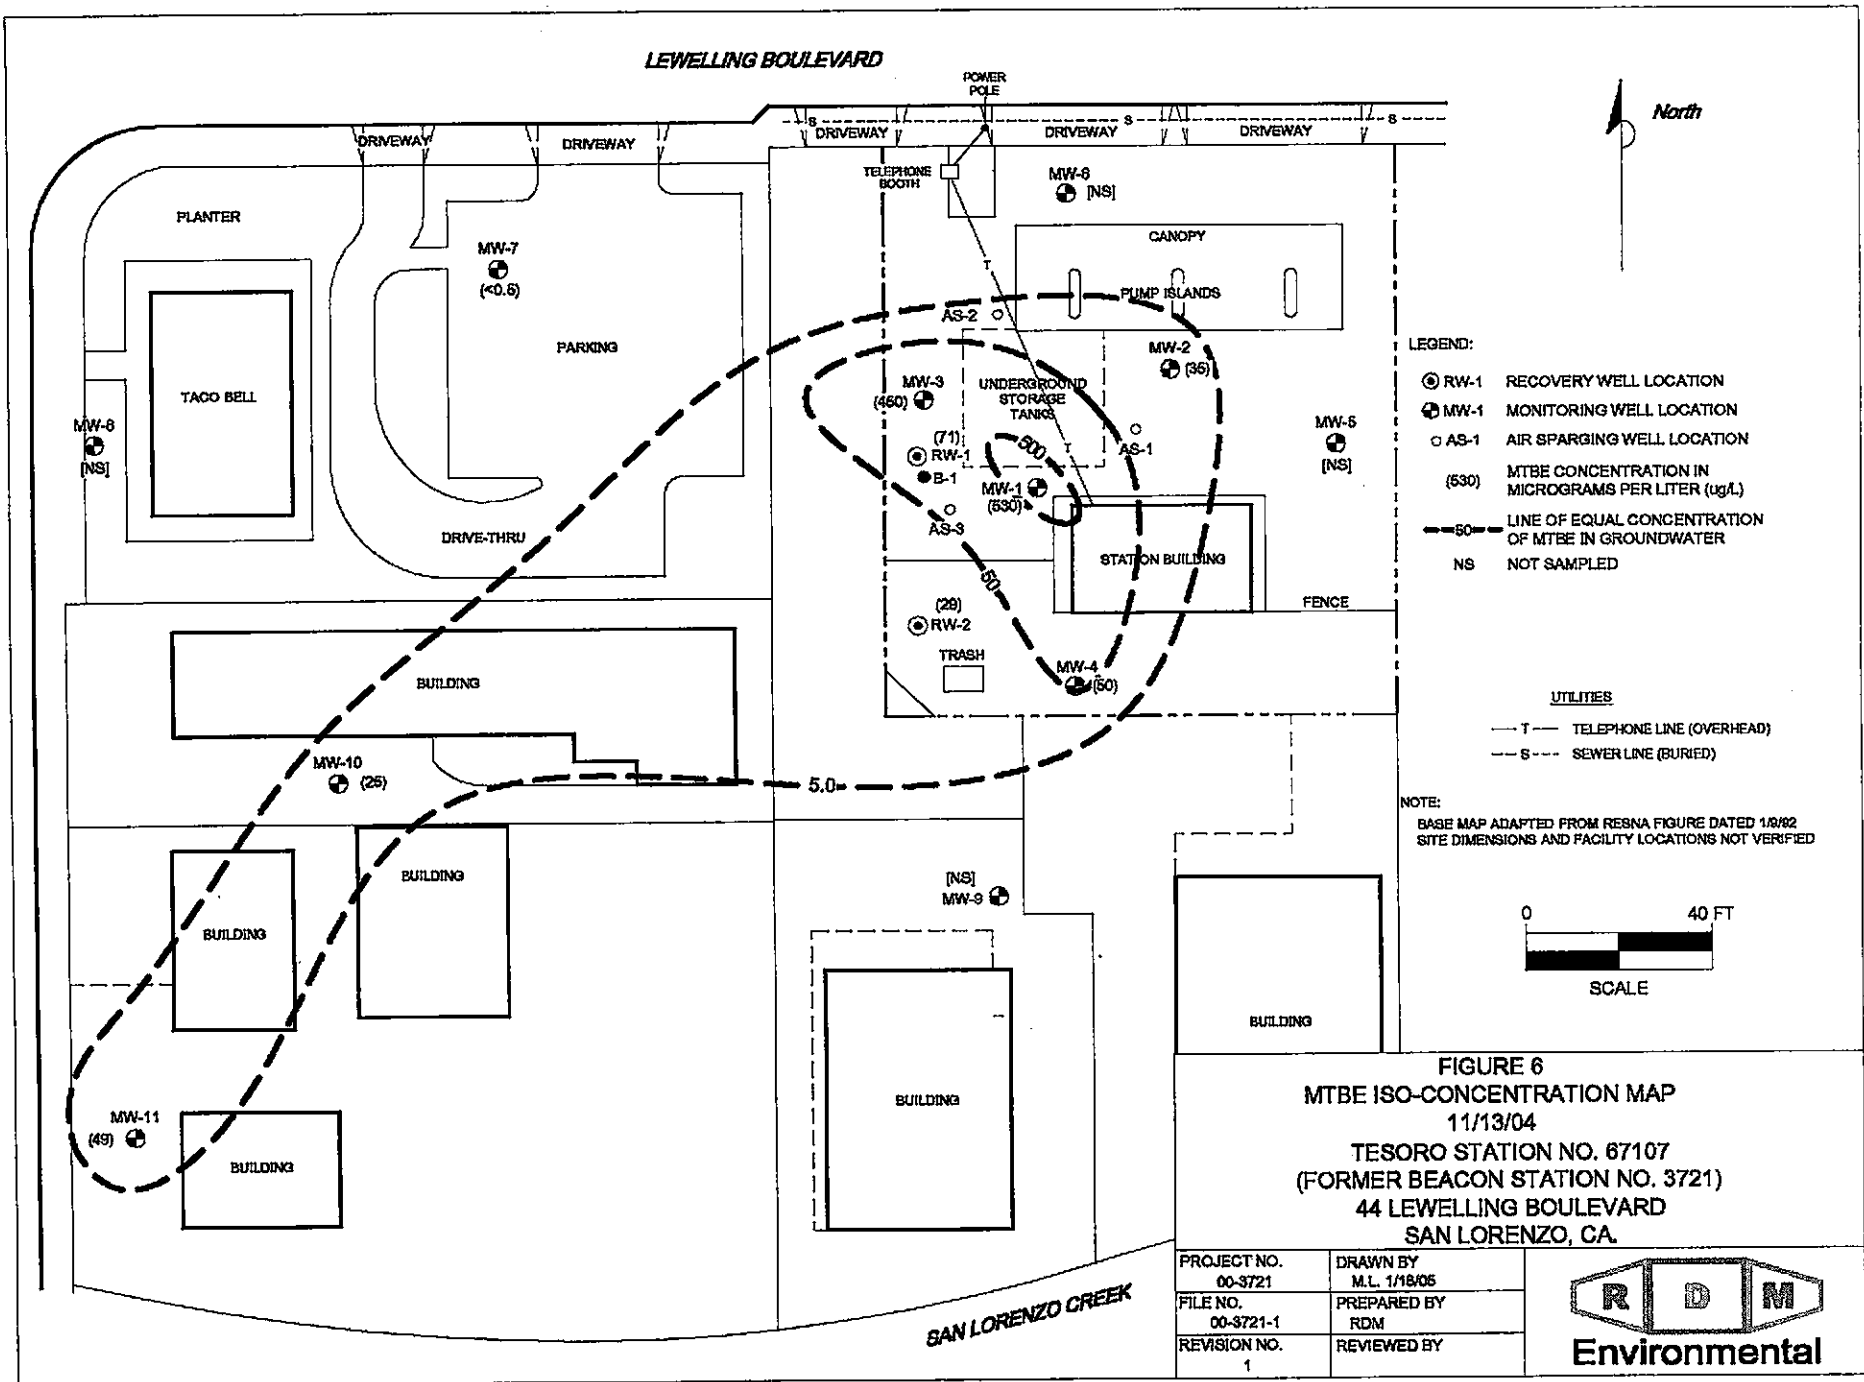 LEWELLING BOULEVARD
POWER
POLE
North
S
S
S
DRIVEWAY
DRIVEWAY
DRIVEWAY
DRIVEWAY
DRIVEWAY
TELEPHONE
BOOTH
MW-6
[NS]
PLANTER
CANOPY
MW-7
(<0.5)
T
PUMP ISLANDS
AS-2
PARKING
MW-2
(35)
LEGEND:
RW-1 RECOVERY WELL LOCATION
MW-1 MONITORING WELL LOCATION
AS-1 AIR SPARGING WELL LOCATION
(530) MTBE CONCENTRATION IN
MICROGRAMS PER LITER (ug/L)
50 LINE OF EQUAL CONCENTRATION
OF MTBE IN GROUNDWATER
NS NOT SAMPLED
TACO BELL
MW-3
(450)
UNDERGROUND
STORAGE
TANKS
MW-8
[NS]
MW-5
[NS]
(71)
RW-1
B-1
500
T
AS-1
MW-1
(530)
AS-3
DRIVE-THRU
50
STATION BUILDING
FENCE
(29)
RW-2
TRASH
MW-4
(50)
BUILDING
UTILITIES
T TELEPHONE LINE (OVERHEAD)
S SEWER LINE (BURIED)
MW-10
(25)
5.0
NOTE:
BASE MAP ADAPTED FROM RESNA FIGURE DATED 1/9/92
SITE DIMENSIONS AND FACILITY LOCATIONS NOT VERIFIED
BUILDING
BUILDING
[NS]
MW-9
0 40 FT
SCALE
BUILDING
BUILDING
MW-11
(49)
BUILDING
SAN LORENZO CREEK
FIGURE 6
MTBE ISO-CONCENTRATION MAP
11/13/04
TESORO STATION NO. 67107
(FORMER BEACON STATION NO. 3721)
44 LEWELLING BOULEVARD
SAN LORENZO, CA.
PROJECT NO.
00-3721
DRAWN BY
M.L. 1/18/05
FILE NO.
00-3721-1
PREPARED BY
RDM
REVISION NO.
1
REVIEWED BY
RDM
Environmental